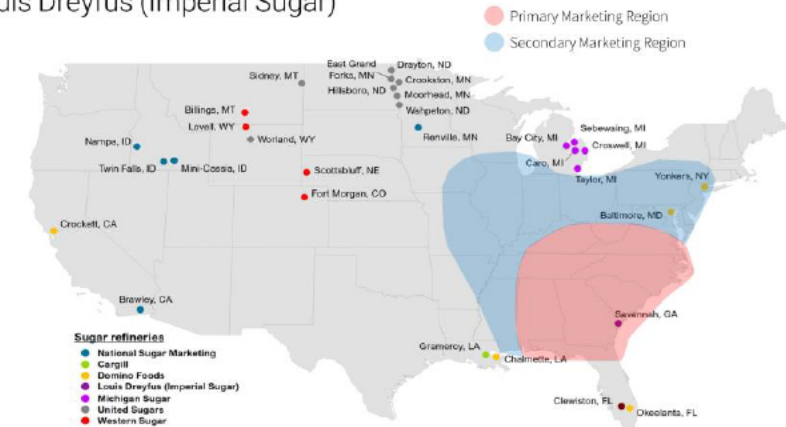 uis Dreyfus (Imperial Sugar)
Primary Marketing Region
Secondary Marketing Region
East Grand
Forks, MN
Drayton, ND
Sidney, MT
Crookston, MN
Hillsboro, ND
Moorhead, MN
Wahpeton, ND
Billings, MT
Lovell, WY
Worland, WY
Renville, MN
Nampa, ID
Twin Falls, ID
Mini-Cassia, ID
Bay City, MI
Sebewaing, MI
Croswell, MI
Caro, MI
Taylor, MI
Scottsbluff, NE
Fort Morgan, CO
Yonkers, NY
Baltimore, MD
Crockett, CA
Brawley, CA
Savannah, GA
Gramercy, LA
Chalmette, LA
Clewiston, FL
Okeelanta, FL
Sugar refineries
National Sugar Marketing
Cargill
Domino Foods
Louis Dreyfus (Imperial Sugar)
Michigan Sugar
United Sugars
Western Sugar